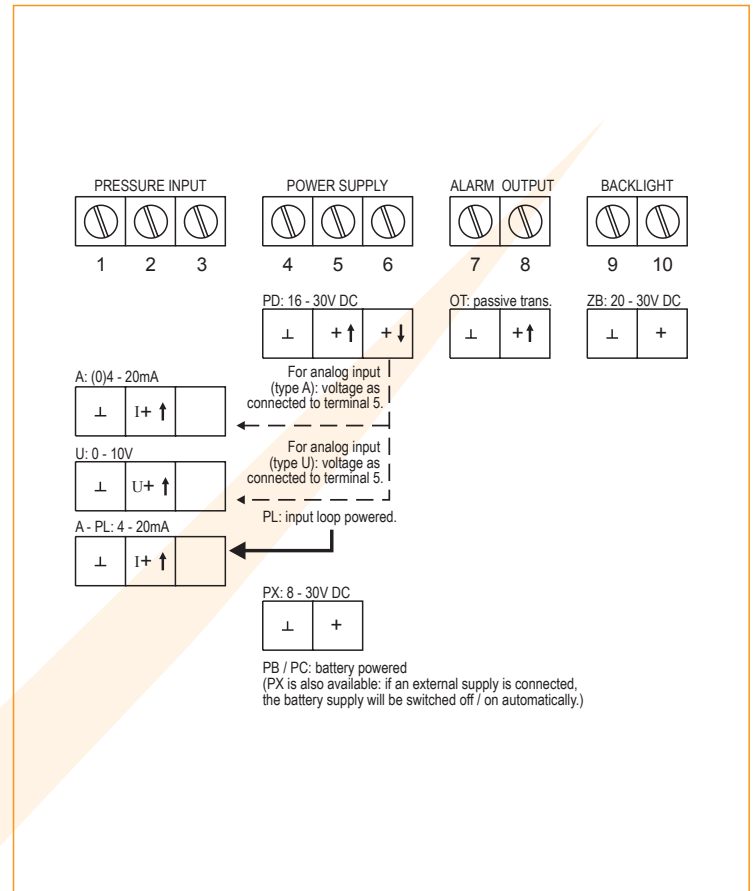 PRESSURE INPUT POWER SUPPLY ALARM OUTPUT BACKLIGHT
1 2 3 4 5 6 7 8 9 10
PD: 16 - 30V DC OT: passive trans. ZB: 20 - 30V DC
⊥ +↑ +↓ ⊥ +↑ ⊥ +
For analog input
(type A): voltage as
connected to terminal 5.
A: (0)4 - 20mA
⊥ I+ ↑
For analog input
(type U): voltage as
connected to terminal 5.
U: 0 - 10V
⊥ U+ ↑
PL: input loop powered.
A - PL: 4 - 20mA
⊥ I+ ↑
PX: 8 - 30V DC
⊥ +
PB / PC: battery powered
(PX is also available: if an external supply is connected,
the battery supply will be switched off / on automatically.)